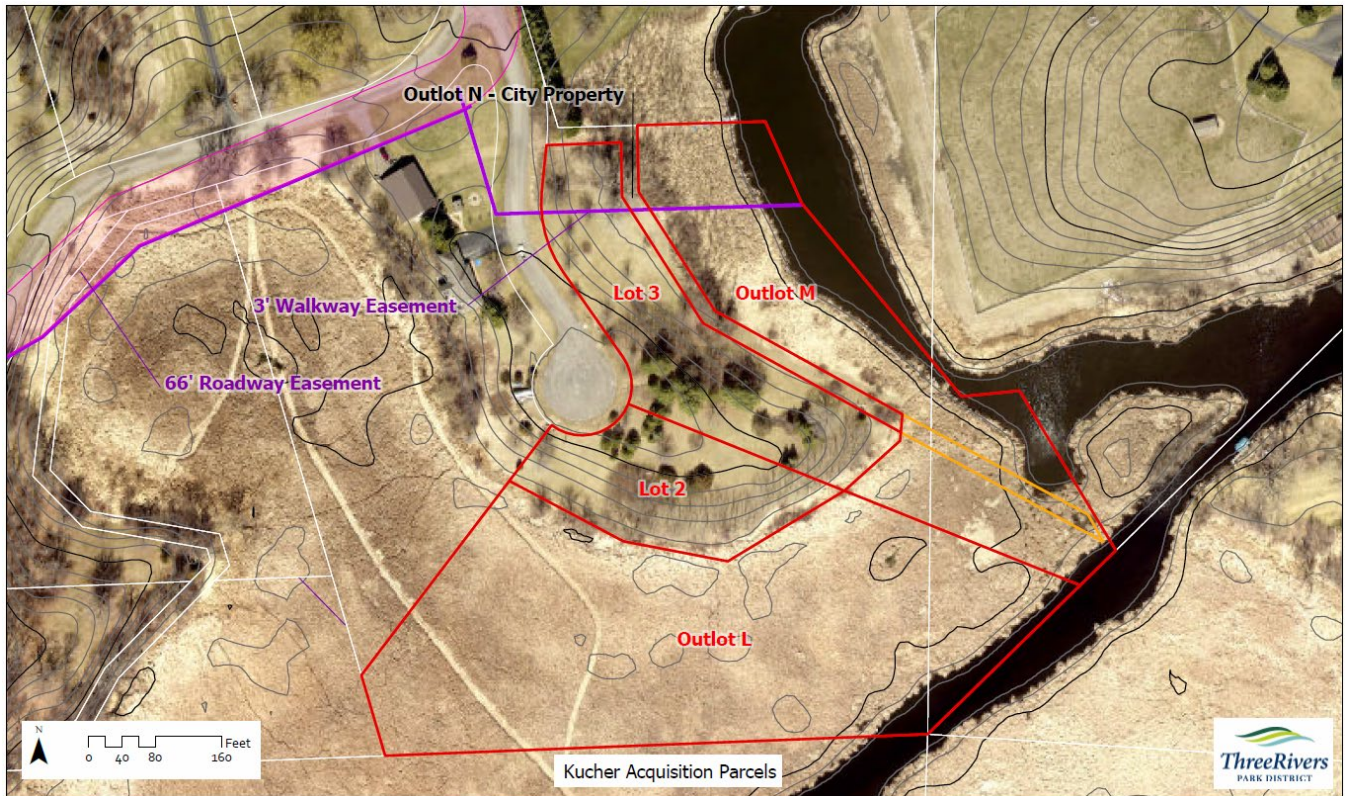 Outlot N - City Property
Lot 3
Outlot M
3' Walkway Easement
66' Roadway Easement
Lot 2
Outlot L
N
Feet
0 40 80 160
Kucher Acquisition Parcels
ThreeRivers
PARK DISTRICT